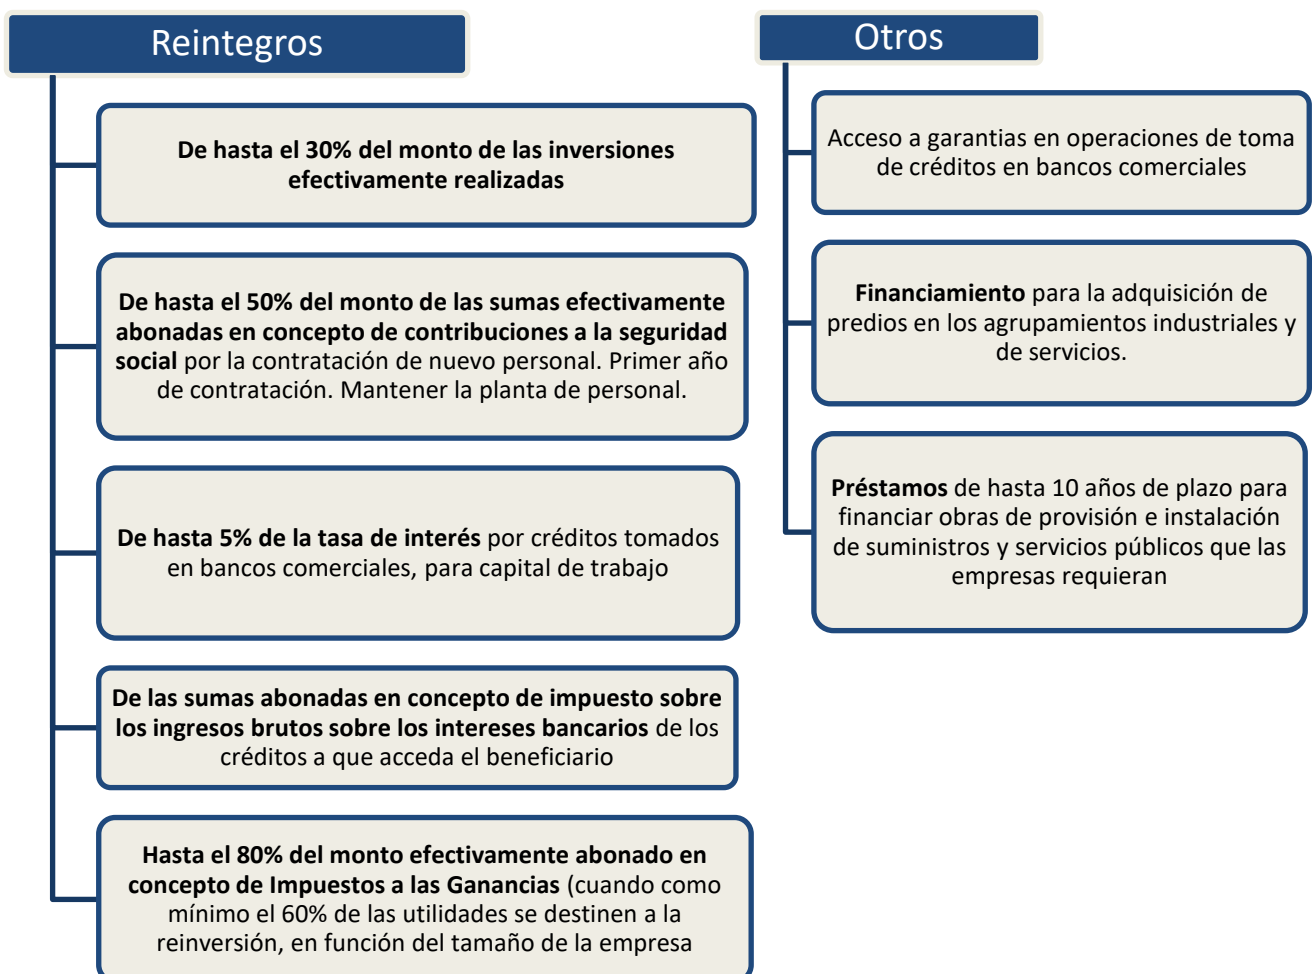 Reintegros
De hasta el 30% del monto de las inversiones
efectivamente realizadas
De hasta el 50% del monto de las sumas efectivamente
abonadas en concepto de contribuciones a la seguridad
social por la contratación de nuevo personal. Primer año
de contratación. Mantener la planta de personal.
De hasta 5% de la tasa de interés por créditos tomados
en bancos comerciales, para capital de trabajo
De las sumas abonadas en concepto de impuesto sobre
los ingresos brutos sobre los intereses bancarios de los
créditos a que acceda el beneficiario
Hasta el 80% del monto efectivamente abonado en
concepto de Impuestos a las Ganancias (cuando como
mínimo el 60% de las utilidades se destinen a la
reinversión, en función del tamaño de la empresa
Otros
Acceso a garantias en operaciones de toma
de créditos en bancos comerciales
Financiamiento para la adquisición de
predios en los agrupamientos industriales y
de servicios.
Préstamos de hasta 10 años de plazo para
financiar obras de provisión e instalación
de suministros y servicios públicos que las
empresas requieran